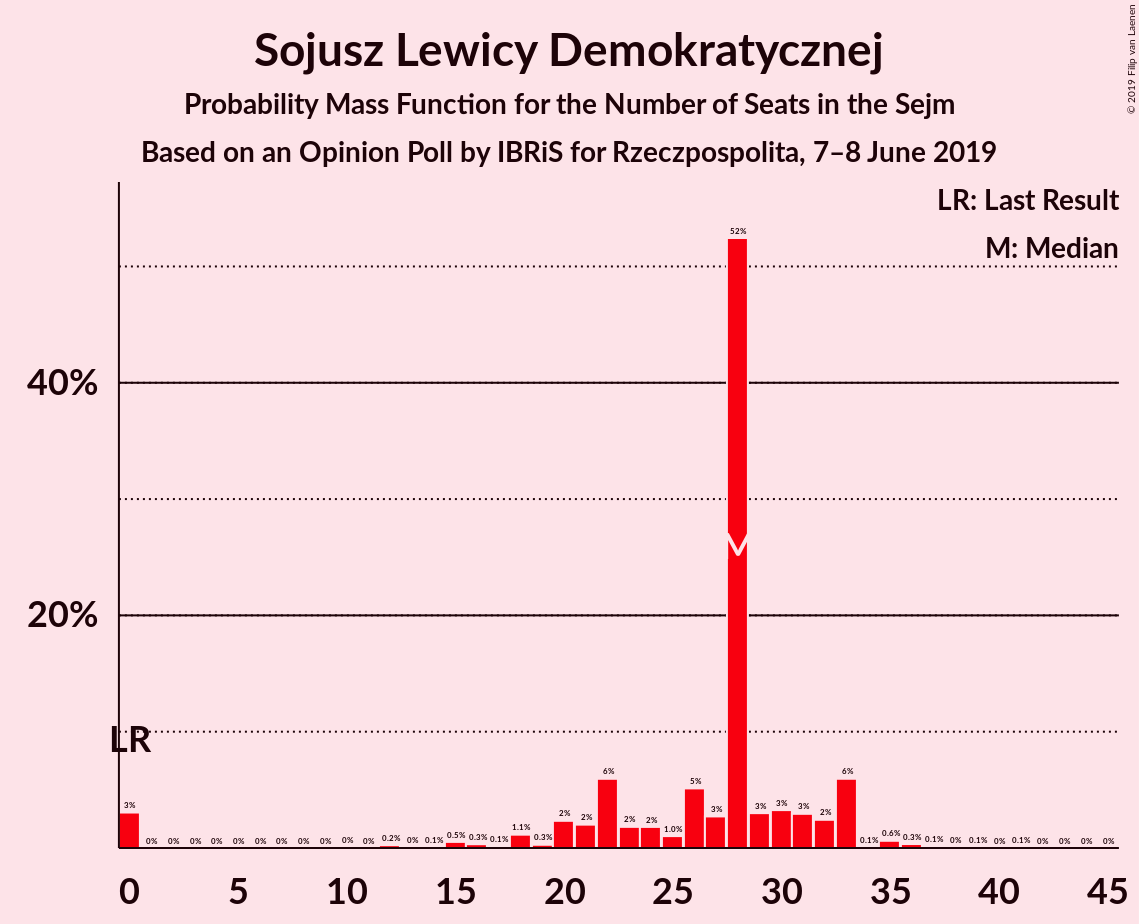 Sojusz Lewicy Demokratycznej
Probability Mass Function for the Number of Seats in the Sejm
Based on an Opinion Poll by IBRiS for Rzeczpospolita, 7–8 June 2019
© 2019 Filip van Laenen
LR: Last Result
M: Median
40%
20%
LR
3% 0% 0% 0% 0% 0% 0% 0% 0% 0% 0% 0% 0.2% 0% 0.1% 0.5% 0.3% 0.1% 1.1% 0.3% 2% 2% 6% 2% 2% 1.0% 5% 3% 52% 3% 3% 3% 2% 6% 0.1% 0.6% 0.3% 0.1% 0% 0.1% 0% 0.1% 0% 0% 0% 0%
0 5 10 15 20 25 30 35 40 45